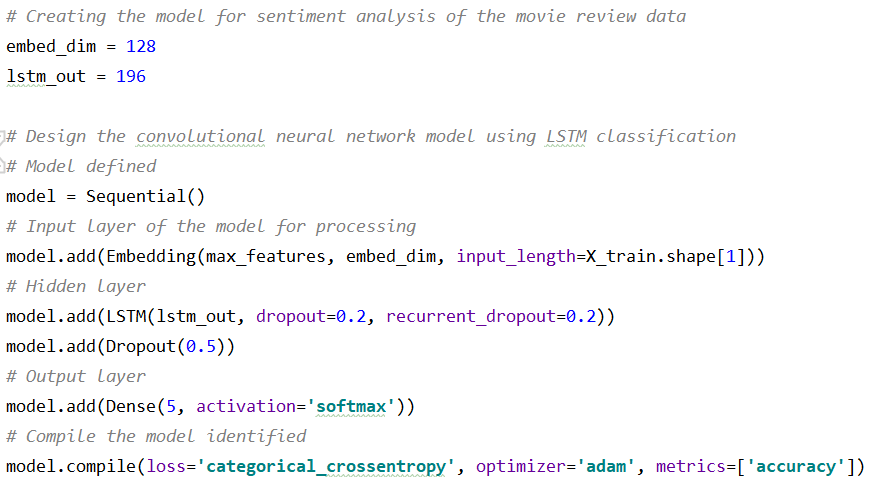 # Creating the model for sentiment analysis of the movie review data
embed_dim = 128
lstm_out = 196
# Design the convolutional neural network model using LSTM classification
# Model defined
model = Sequential()
# Input layer of the model for processing
model.add(Embedding(max_features, embed_dim, input_length=X_train.shape[1]))
# Hidden layer
model.add(LSTM(lstm_out, dropout=0.2, recurrent_dropout=0.2))
model.add(Dropout(0.5))
# Output layer
model.add(Dense(5, activation='softmax'))
# Compile the model identified
model.compile(loss='categorical_crossentropy', optimizer='adam', metrics=['accuracy'])